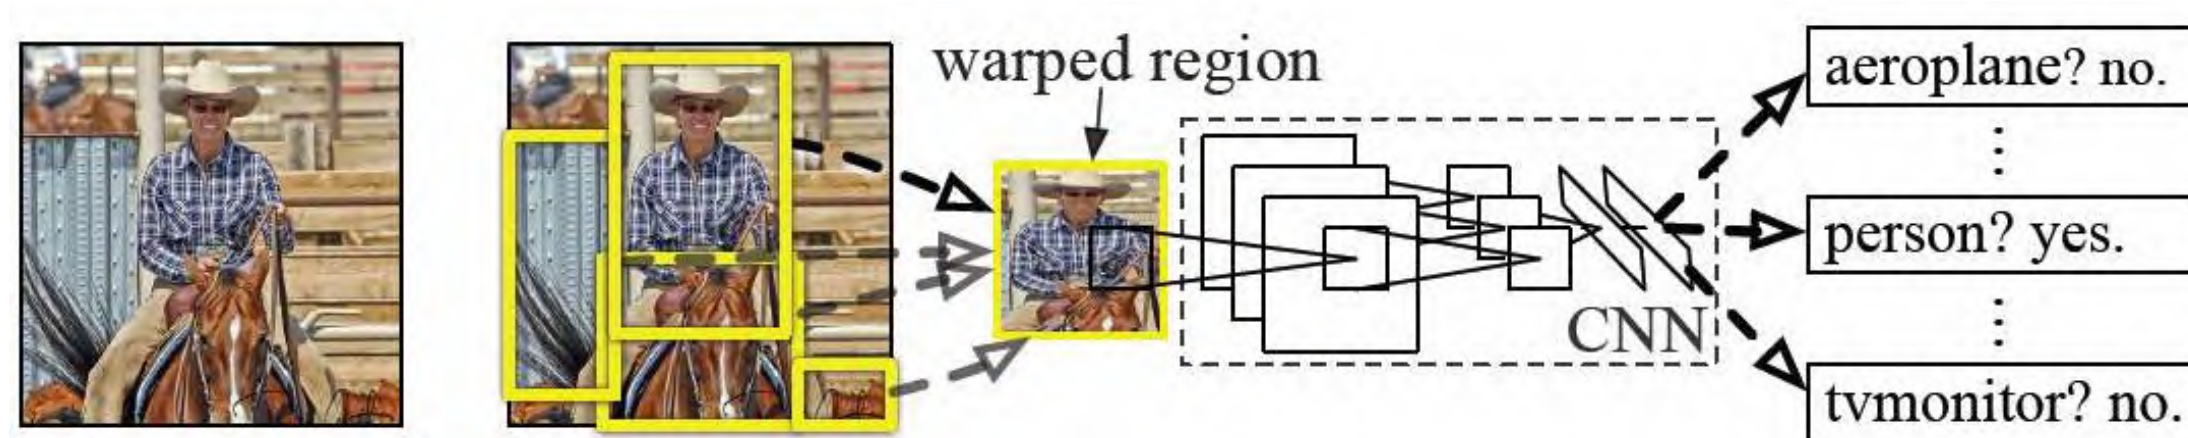 warped region
aeroplane? no.
person? yes.
CNN
tvmonitor? no.